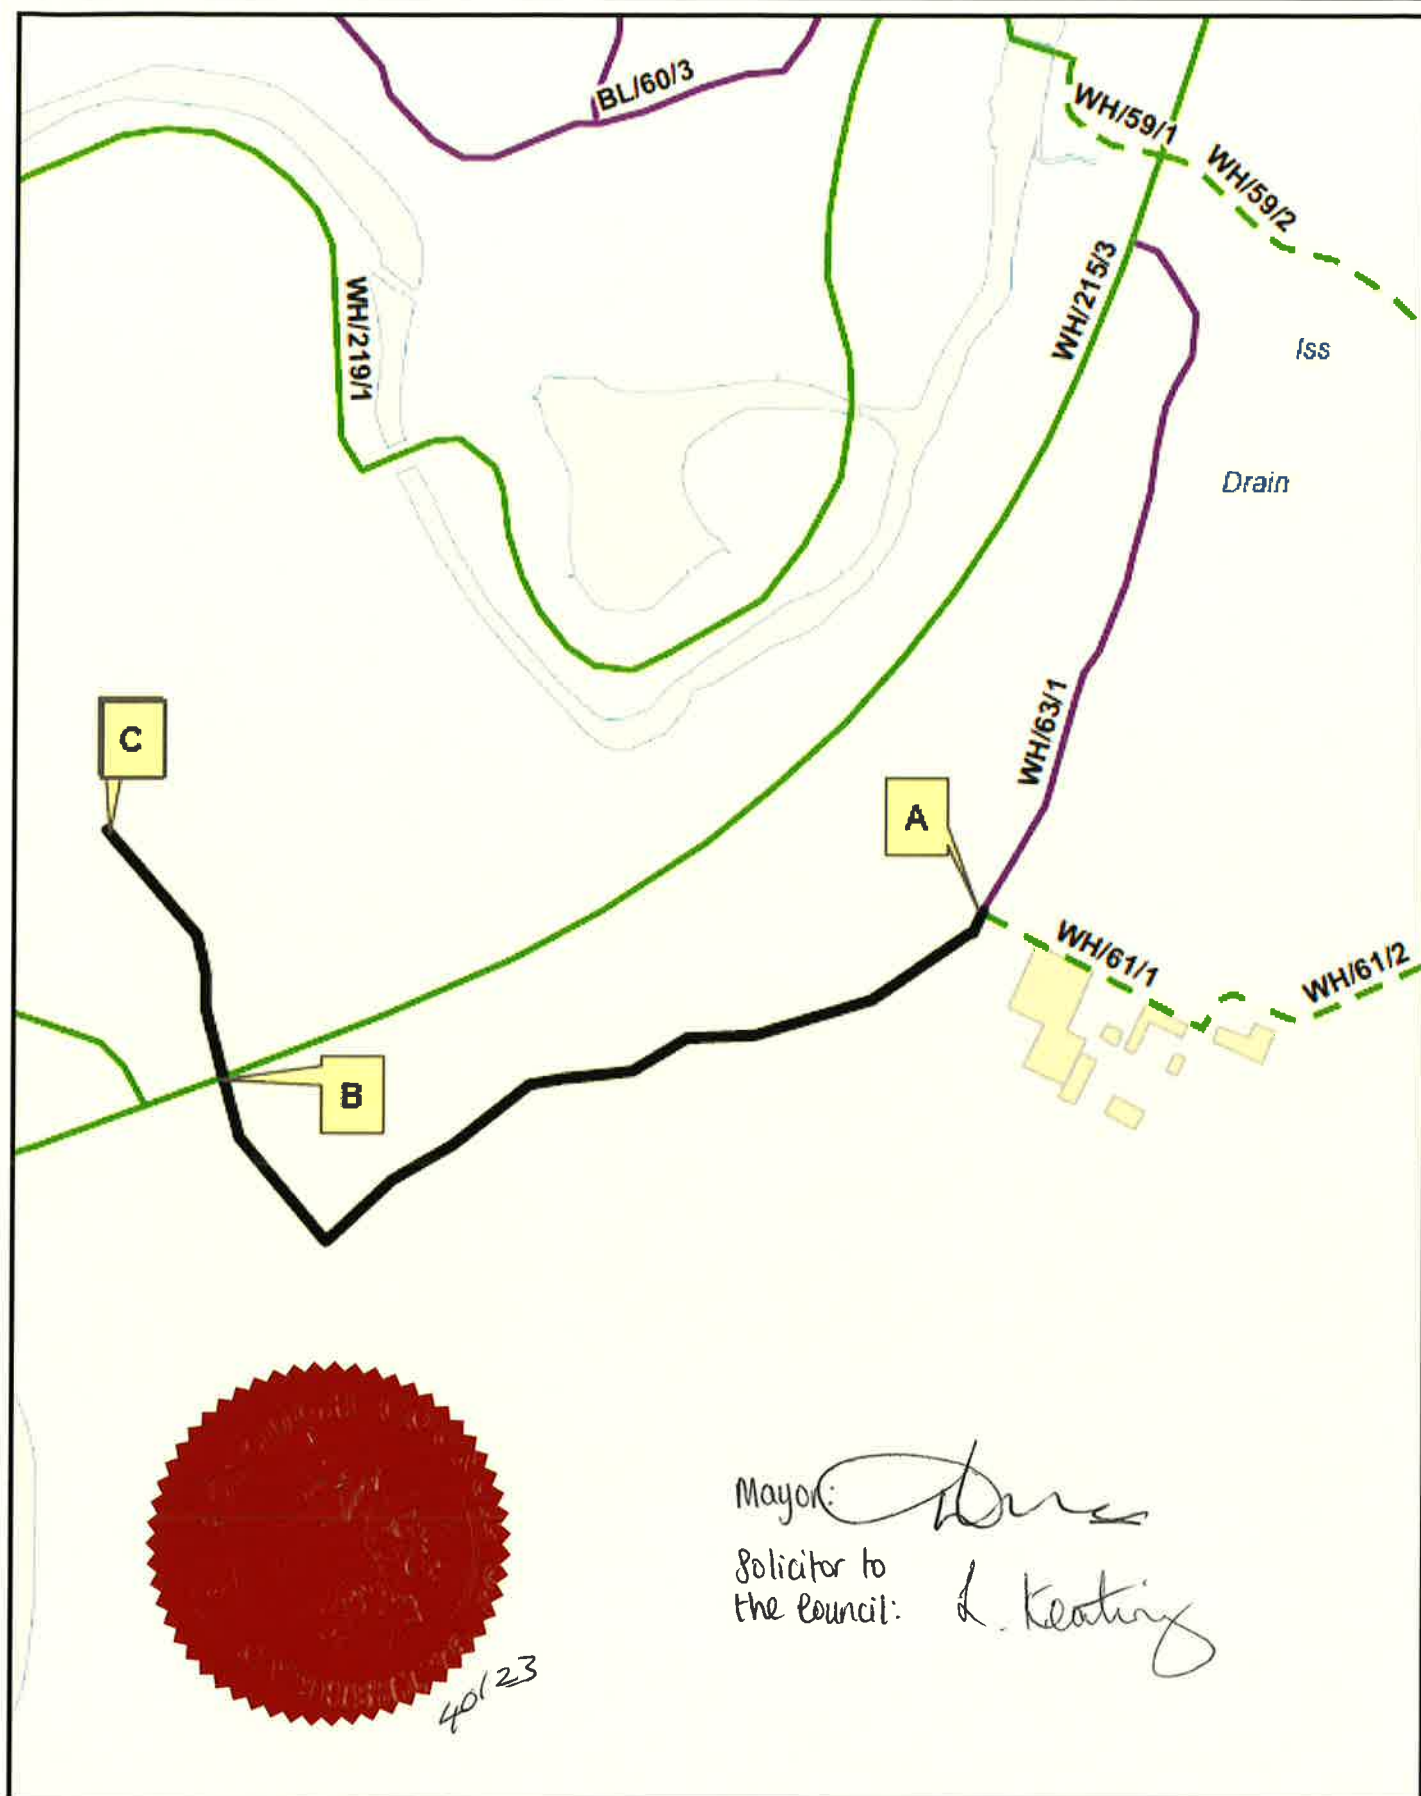 BL/60/3
WH/59/1
WH/59/2
WH/219/1
WH/215/3
Iss
Drain
WH/63/1
C
A
WH/61/1
WH/61/2
B
Mayor:
Solicitor to
the Council: L. Keating
40/23